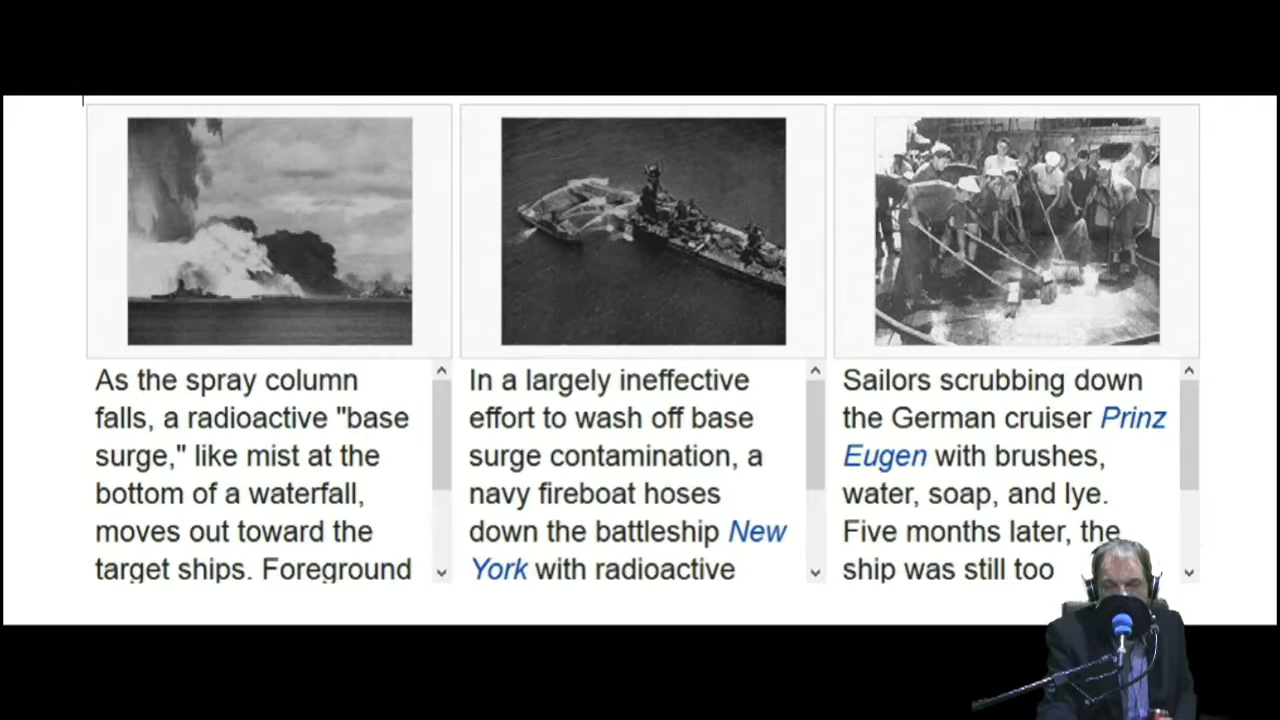 As the spray column
falls, a radioactive "base
surge," like mist at the
bottom of a waterfall,
moves out toward the
target ships. Foreground
In a largely ineffective
effort to wash off base
surge contamination, a
navy fireboat hoses
down the battleship New
York with radioactive
Sailors scrubbing down
the German cruiser Prinz
Eugen with brushes,
water, soap, and lye.
Five months later, the
ship was still too